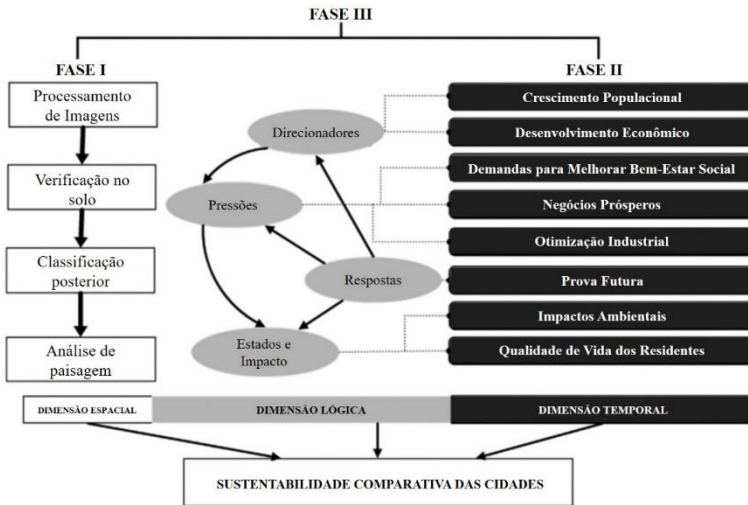 FASE III
FASE I
Processamento
de Imagens
Verificação no
solo
Classificação
posterior
Análise de
paisagem
Direcionadores
Pressões
Respostas
Estados e
Impacto
FASE II
Crescimento Populacional
Desenvolvimento Econômico
Demandas para Melhorar Bem-Estar Social
Negócios Prósperos
Otimização Industrial
Prova Futura
Impactos Ambientais
Qualidade de Vida dos Residentes
DIMENSÃO ESPACIAL
DIMENSÃO LÓGICA
DIMENSÃO TEMPORAL
SUSTENTABILIDADE COMPARATIVA DAS CIDADES